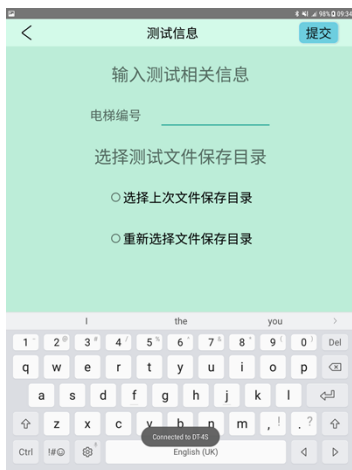 98% 09:34
测试信息
提交
输入测试相关信息
电梯编号
选择测试文件保存目录
选择上次文件保存目录
重新选择文件保存目录
I the you
1 2 @ 3 # 4 / 5 % 6 ^ 7 & 8 * 9 ( 0 ) Del
q w e r t y u i o p
a s d f g h j k l
z x c v b n m , ! . ?
Connected to DT-4S
Ctrl !#☺ English (UK)